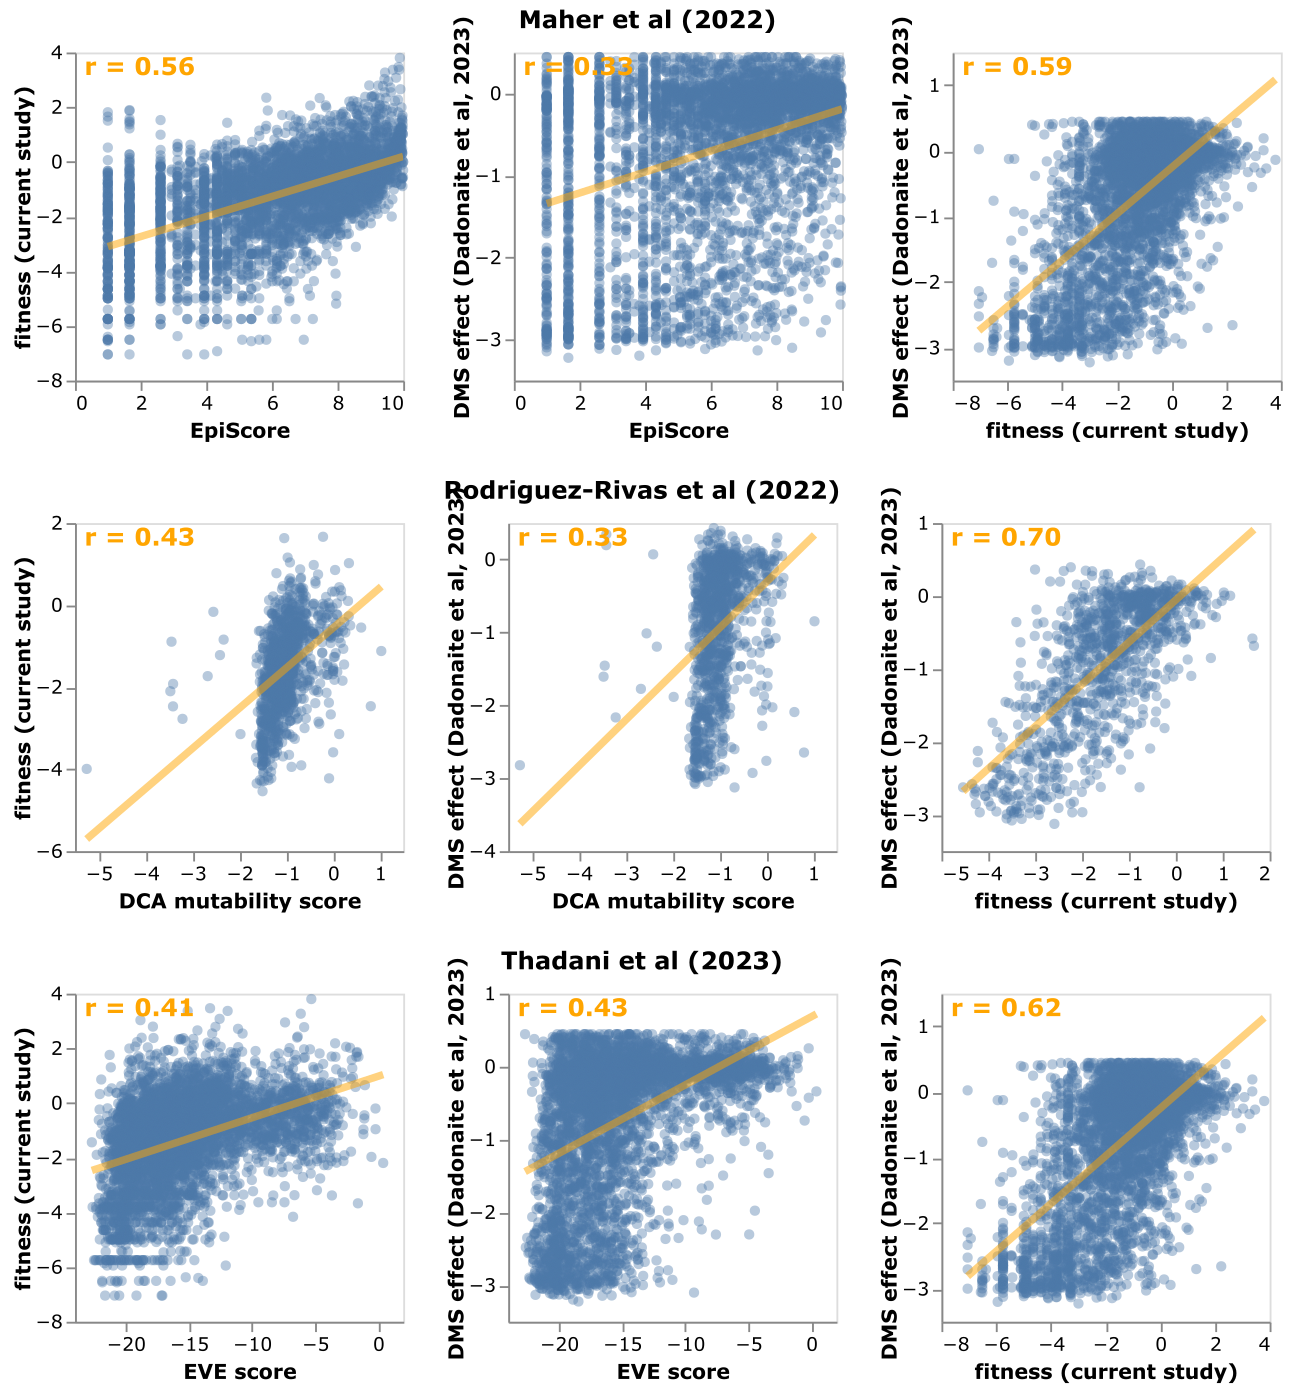 Maher et al (2022)
r = 0.56
4
2
0
−2
−4
−6
−8
fitness (current study)
0 2 4 6 8 10
EpiScore
r = 0.33
0
−1
−2
−3
DMS effect (Dadonaite et al, 2023)
0 2 4 6 8 10
EpiScore
r = 0.59
1
0
−1
−2
−3
DMS effect (Dadonaite et al, 2023)
−8 −6 −4 −2 0 2 4
fitness (current study)
Rodriguez-Rivas et al (2022)
r = 0.43
2
0
−2
−4
−6
fitness (current study)
−5 −4 −3 −2 −1 0 1
DCA mutability score
r = 0.33
0
−1
−2
−3
−4
DMS effect (Dadonaite et al, 2023)
−5 −4 −3 −2 −1 0 1
DCA mutability score
r = 0.70
1
0
−1
−2
−3
DMS effect (Dadonaite et al, 2023)
−5 −4 −3 −2 −1 0 1 2
fitness (current study)
Thadani et al (2023)
r = 0.41
4
2
0
−2
−4
−6
−8
fitness (current study)
−20 −15 −10 −5 0
EVE score
r = 0.43
1
0
−1
−2
−3
DMS effect (Dadonaite et al, 2023)
−20 −15 −10 −5 0
EVE score
r = 0.62
1
0
−1
−2
−3
DMS effect (Dadonaite et al, 2023)
−8 −6 −4 −2 0 2 4
fitness (current study)